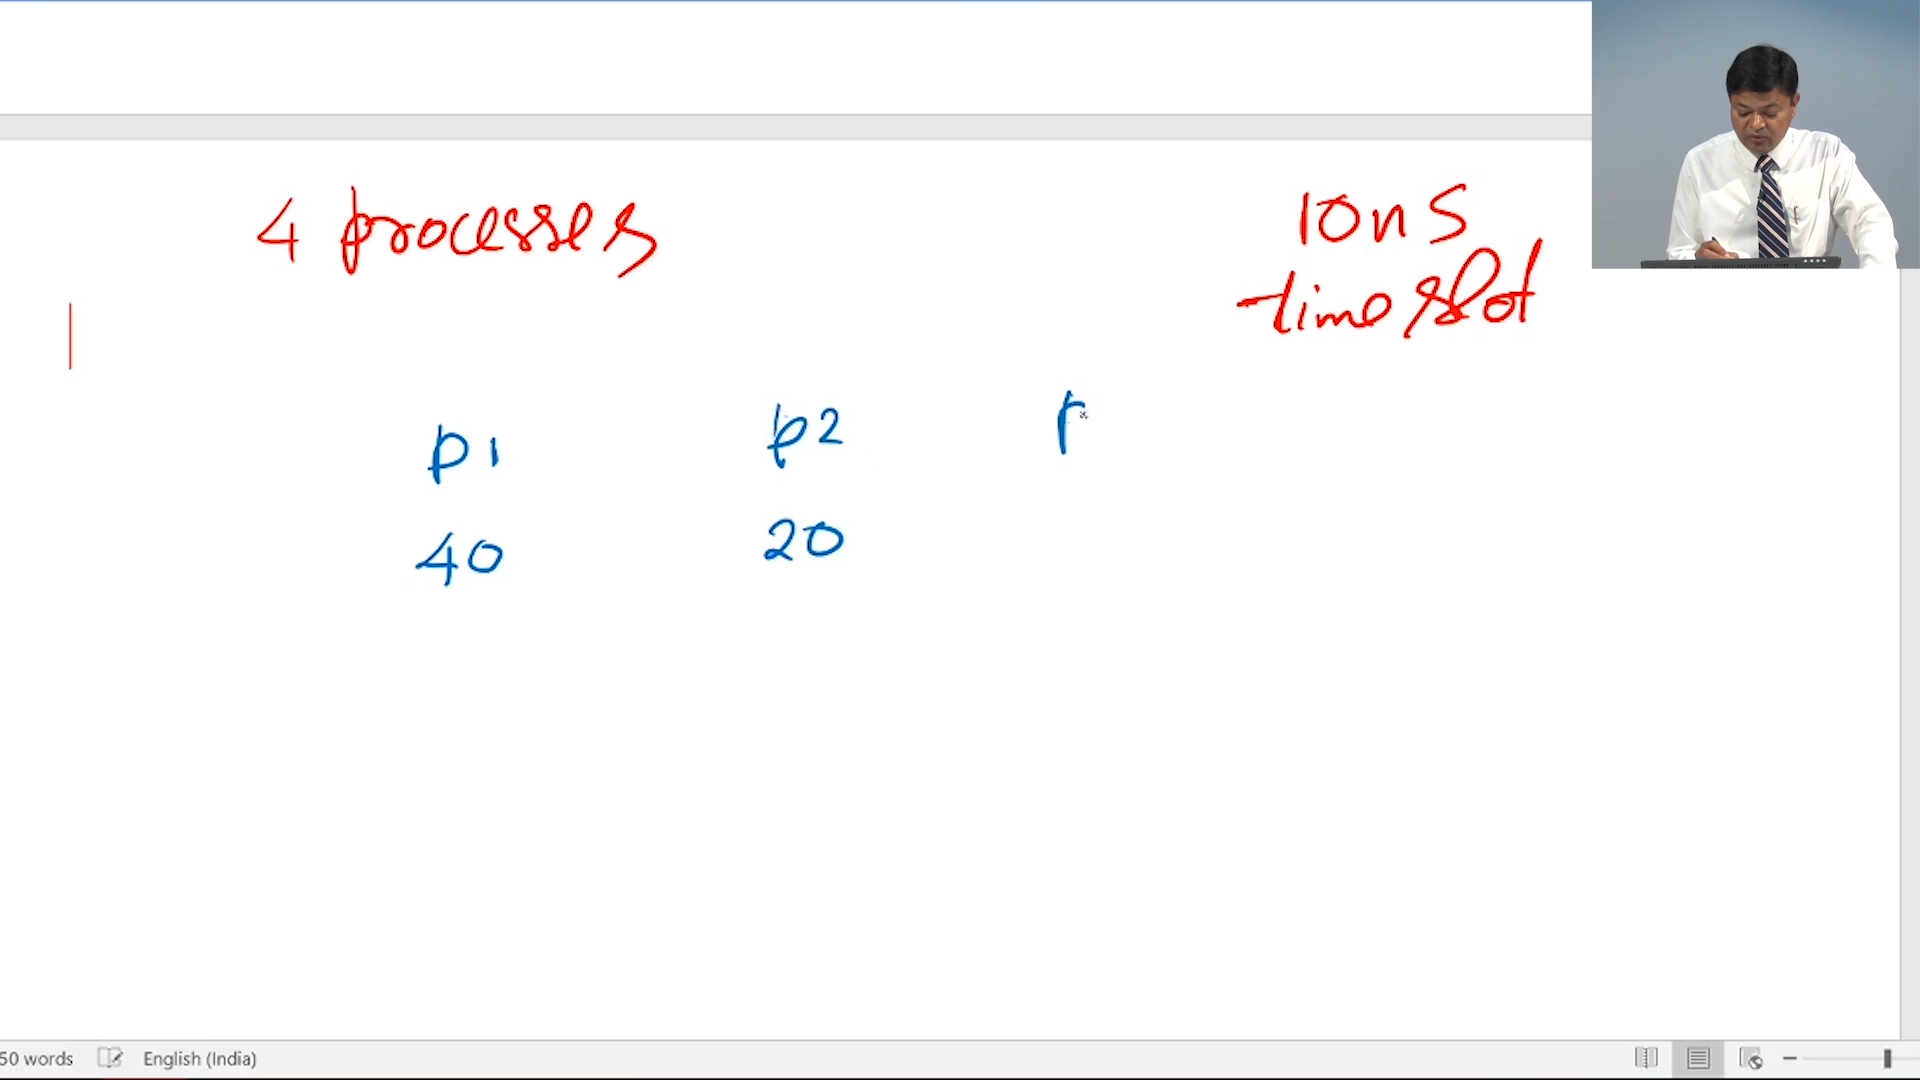 4 processes
10ns
time slot
p1 p2 p
40 20
50 words English (India)